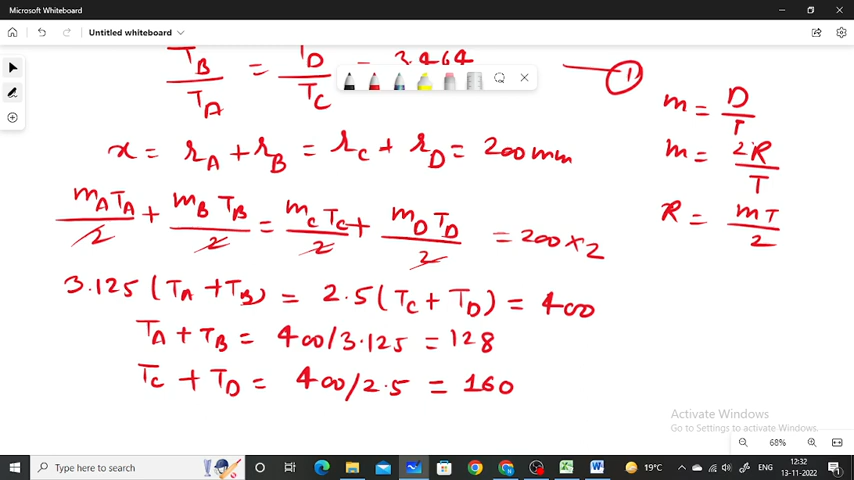 Microsoft Whiteboard
Untitled whiteboard
T_B/T_A = T_D/T_C = 3.464 — ①
x = r_A + r_B = r_C + r_D = 200 mm
m_A T_A/2 + m_B T_B/2 = m_C T_C/2 + m_D T_D/2 = 200 × 2
3.125 (T_A + T_B) = 2.5 (T_C + T_D) = 400
T_A + T_B = 400/3.125 = 128
T_C + T_D = 400/2.5 = 160
m = D/T
m = 2R/T
R = mT/2
Activate Windows
Go to Settings to activate Windows.
68%
Type here to search
19°C
ENG
12:32
13-11-2022